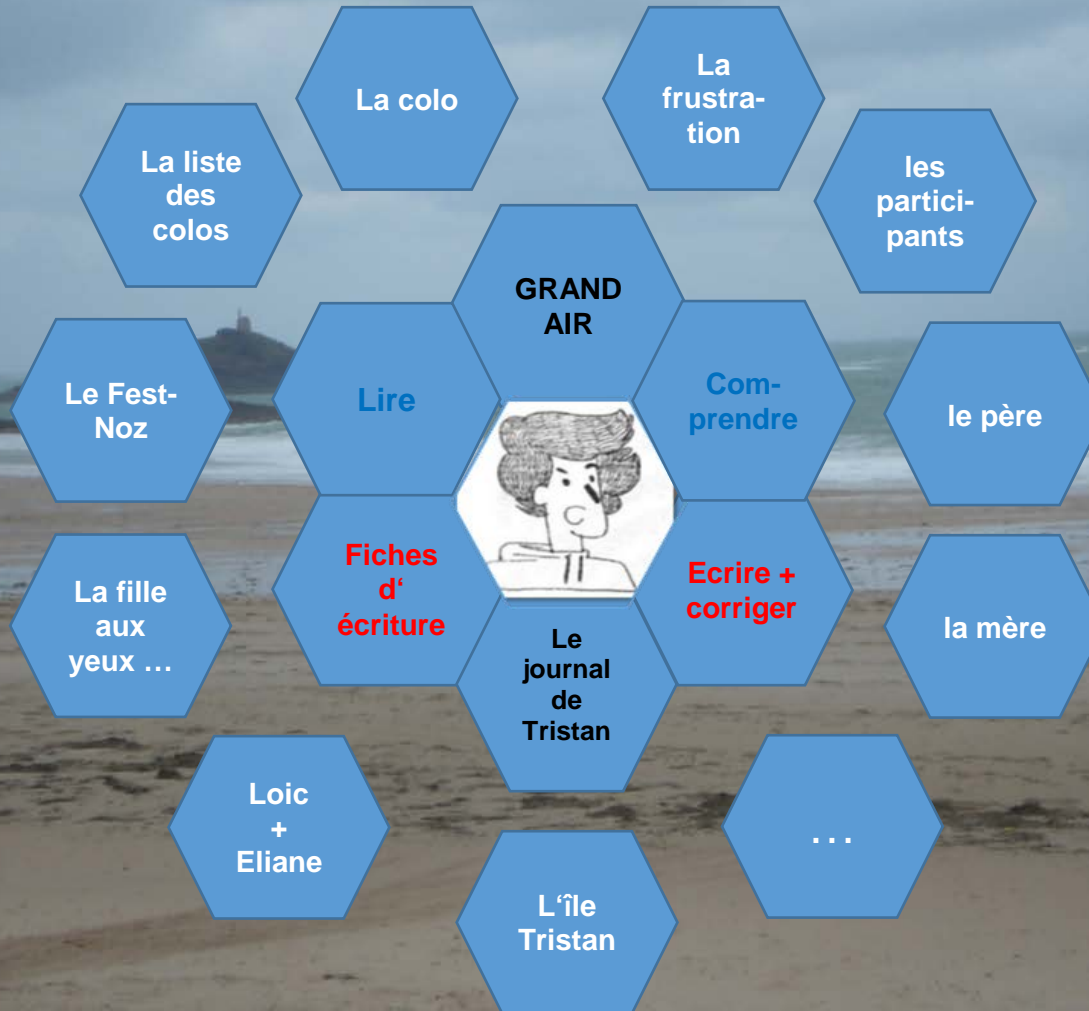 La colo
La
frustra-
tion
La liste
des
colos
les
partici-
pants
GRAND
AIR
Le Fest-
Noz
Lire
Com-
prendre
le père
La fille
aux
yeux …
Fiches
d‘
écriture
Ecrire +
corriger
la mère
Le
journal
de
Tristan
Loic
+
Eliane
...
L‘île
Tristan